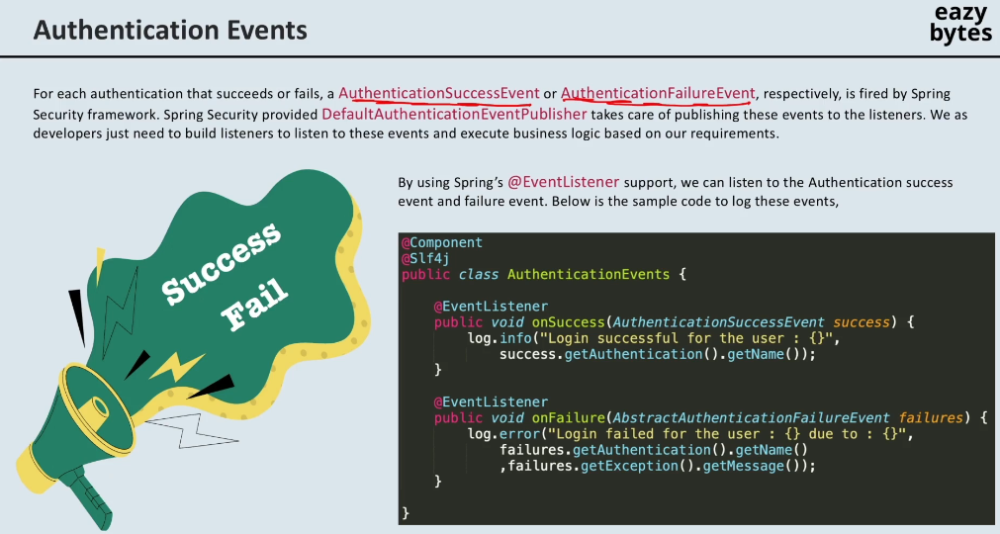 Authentication Events
eazy
bytes
For each authentication that succeeds or fails, a AuthenticationSuccessEvent or AuthenticationFailureEvent, respectively, is fired by Spring
Security framework. Spring Security provided DefaultAuthenticationEventPublisher takes care of publishing these events to the listeners. We as
developers just need to build listeners to listen to these events and execute business logic based on our requirements.
Success
Fail
By using Spring's @EventListener support, we can listen to the Authentication success
event and failure event. Below is the sample code to log these events,
@Component
@Slf4j
public class AuthenticationEvents {
@EventListener
public void onSuccess(AuthenticationSuccessEvent success) {
log.info("Login successful for the user : {}",
success.getAuthentication().getName());
}
@EventListener
public void onFailure(AbstractAuthenticationFailureEvent failures) {
log.error("Login failed for the user : {} due to : {}",
failures.getAuthentication().getName()
,failures.getException().getMessage());
}
}